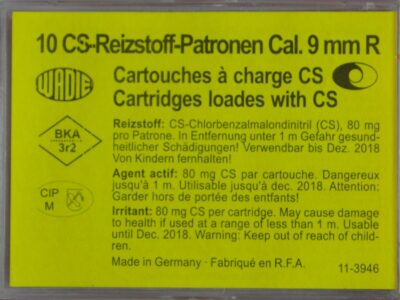 10 CS-Reizstoff-Patronen Cal. 9 mm R
WADIE
Cartouches à charge CS
Cartridges loades with CS
BKA
3r2
Reizstoff: CS-Chlorbenzalmalondinitril (CS), 80 mg
pro Patrone. In Entfernung unter 1 m Gefahr gesund-
heitlicher Schädigungen! Verwendbar bis Dez. 2018
Von Kindern fernhalten!
CIP
M
Agent actif: 80 mg CS par cartouche. Dangereux
jusqu'à 1 m. Utilisable jusqu'à dec. 2018. Attention:
Garder hors de portée des entfants!
Irritant: 80 mg CS per cartridge. May cause damage
to health if used at a range of less than 1 m. Usable
until Dec. 2018. Warning: Keep out of reach of child-
ren.
Made in Germany - Fabriqué en R.F.A.
11-3946